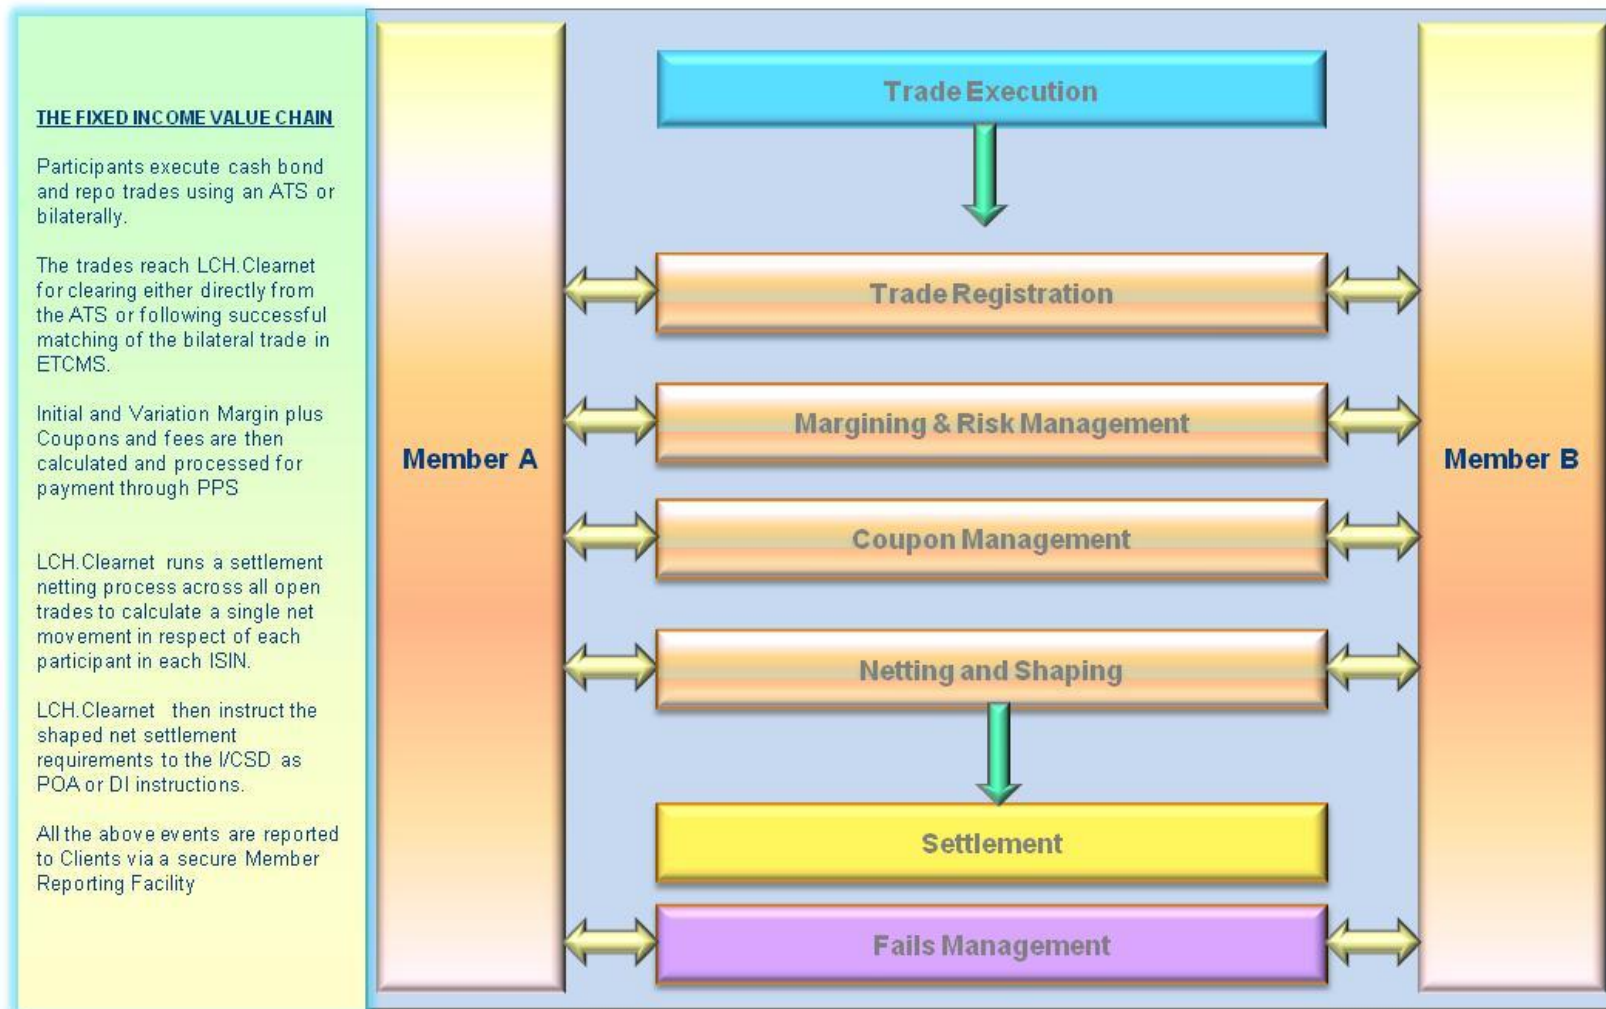 THE FIXED INCOME VALUE CHAIN
Participants execute cash bond
and repo trades using an ATS or
bilaterally.
The trades reach LCH.Clearnet
for clearing either directly from
the ATS or following successful
matching of the bilateral trade in
ETCMS.
Initial and Variation Margin plus
Coupons and fees are then
calculated and processed for
payment through PPS
LCH.Clearnet runs a settlement
netting process across all open
trades to calculate a single net
movement in respect of each
participant in each ISIN.
LCH.Clearnet then instruct the
shaped net settlement
requirements to the I/CSD as
POA or DI instructions.
All the above events are reported
to Clients via a secure Member
Reporting Facility
Member A
Trade Execution
Trade Registration
Margining & Risk Management
Coupon Management
Netting and Shaping
Settlement
Fails Management
Member B